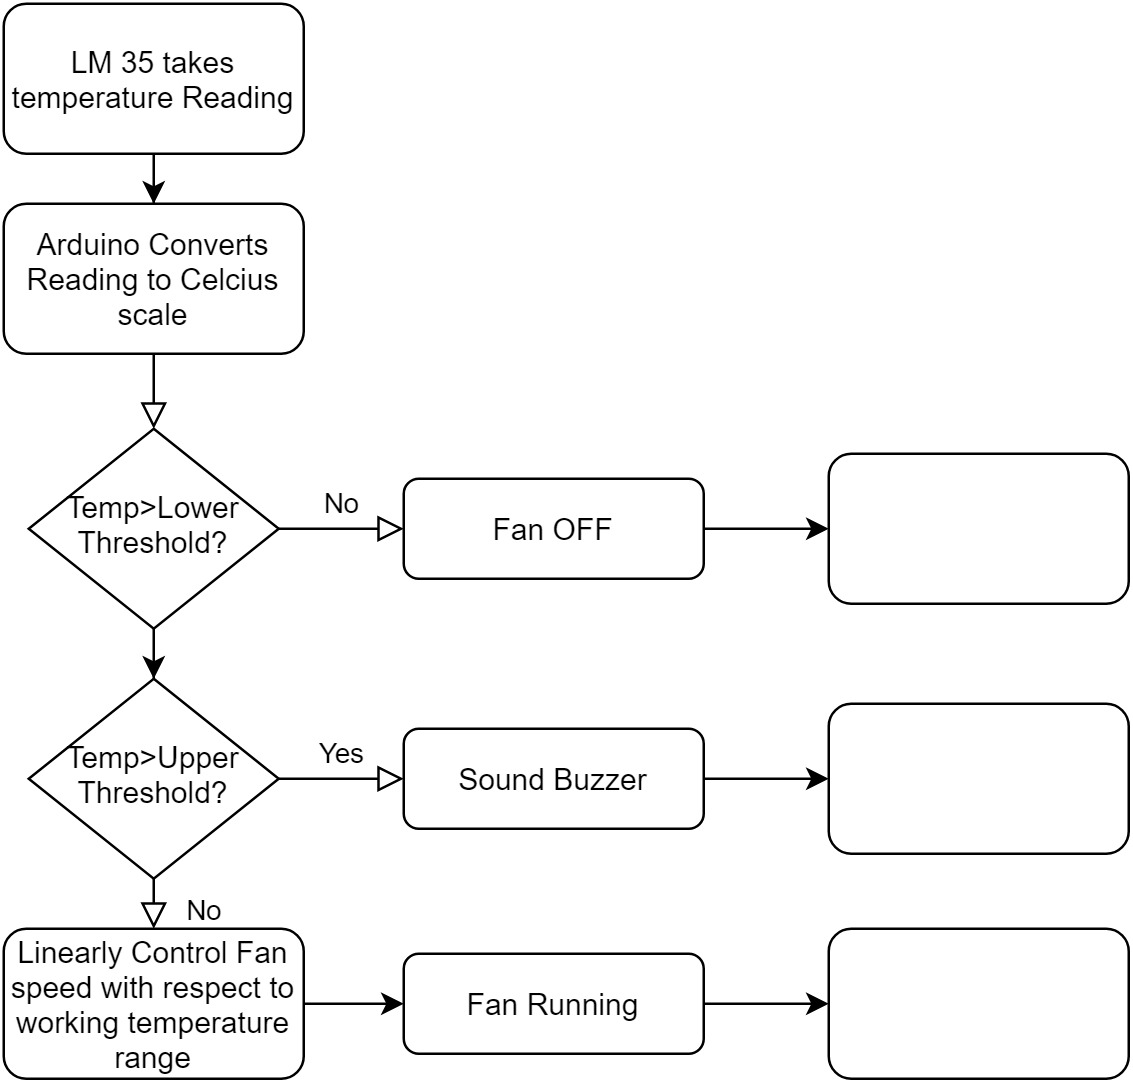 LM 35 takes
temperature Reading
Arduino Converts
Reading to Celcius
scale
Temp>Lower
Threshold?
No
Fan OFF
Temp>Upper
Threshold?
Yes
Sound Buzzer
No
Linearly Control Fan
speed with respect to
working temperature
range
Fan Running